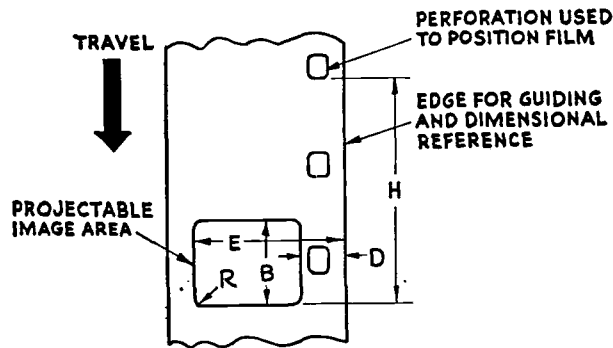 TRAVEL
PERFORATION USED
TO POSITION FILM
EDGE FOR GUIDING
AND DIMENSIONAL
REFERENCE
H
PROJECTABLE
IMAGE AREA
E
B
D
R